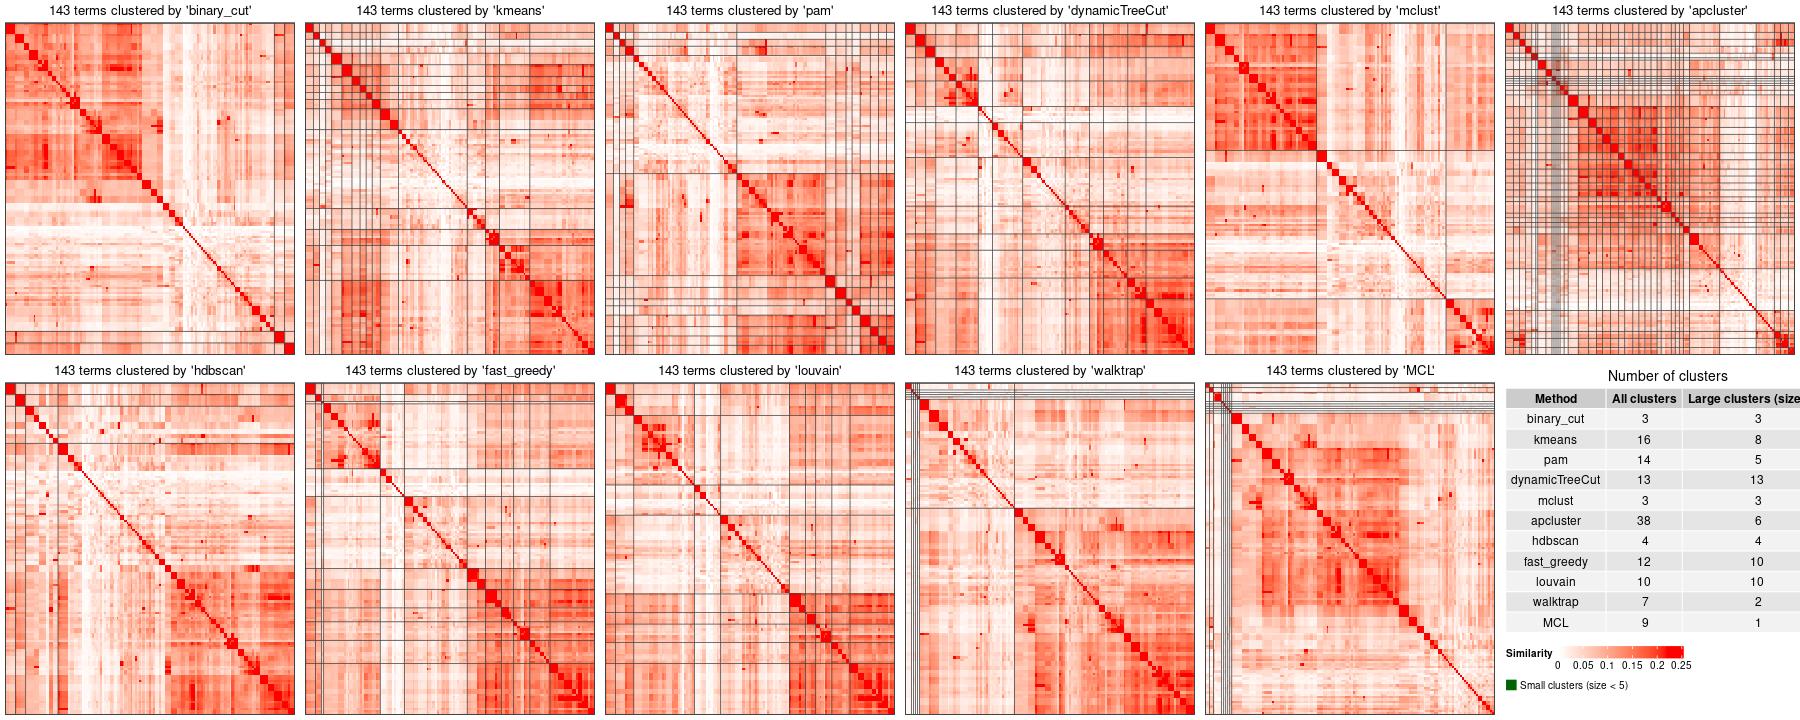 143 terms clustered by 'binary_cut'
143 terms clustered by 'kmeans'
143 terms clustered by 'pam'
143 terms clustered by 'dynamicTreeCut'
143 terms clustered by 'mclust'
143 terms clustered by 'apcluster'
143 terms clustered by 'hdbscan'
143 terms clustered by 'fast_greedy'
143 terms clustered by 'louvain'
143 terms clustered by 'walktrap'
143 terms clustered by 'MCL'
Number of clusters
Method All clusters Large clusters (size
binary_cut 3 3
kmeans 16 8
pam 14 5
dynamicTreeCut 13 13
mclust 3 3
apcluster 38 6
hdbscan 4 4
fast_greedy 12 10
louvain 10 10
walktrap 7 2
MCL 9 1
Similarity
0 0.05 0.1 0.15 0.2 0.25
Small clusters (size < 5)